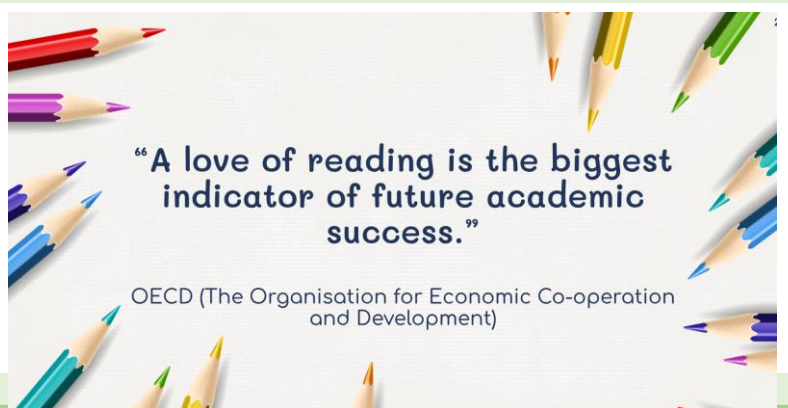 “A love of reading is the biggest
indicator of future academic
success.”
OECD (The Organisation for Economic Co-operation
and Development)